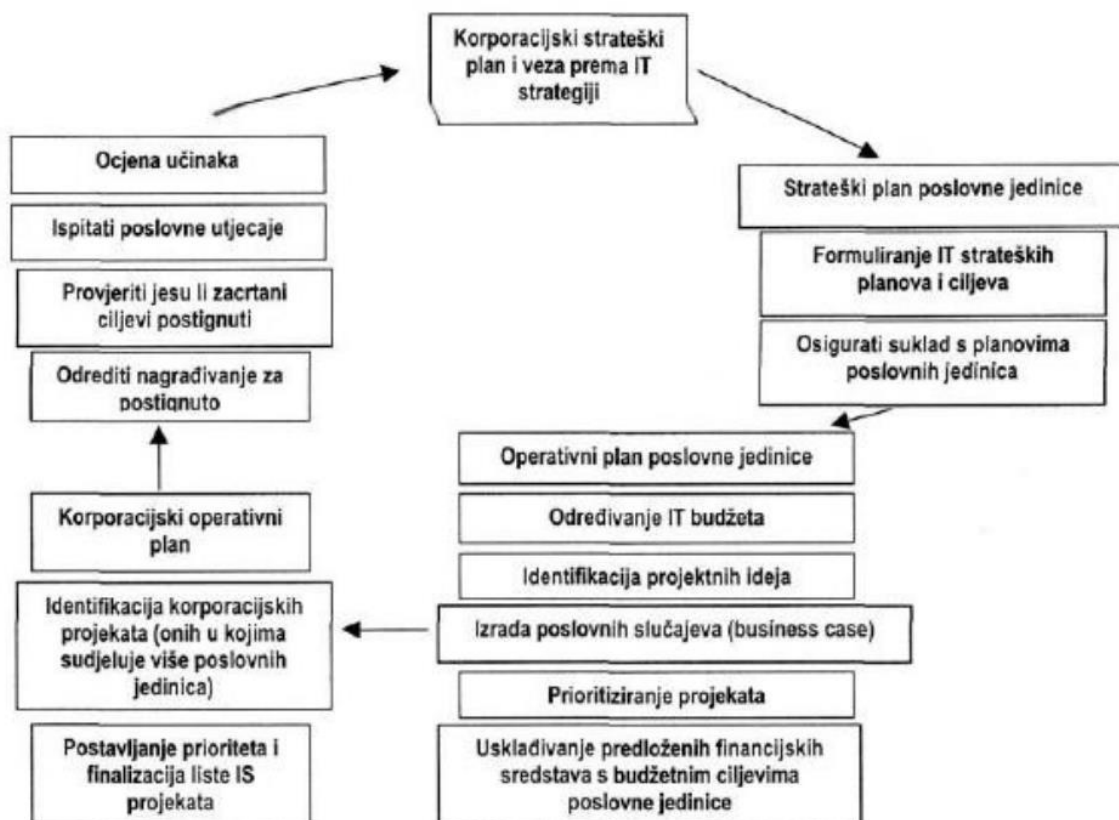 Korporacijski strateški
plan i veza prema IT
strategiji
Strateški plan poslovne jedinice
Formuliranje IT strateških
planova i ciljeva
Osigurati suklad s planovima
poslovnih jedinica
Operativni plan poslovne jedinice
Određivanje IT budžeta
Identifikacija projektnih ideja
Izrada poslovnih slučajeva (business case)
Prioritiziranje projekata
Usklađivanje predloženih financijskih
sredstava s budžetnim ciljevima
poslovne jedinice
Korporacijski operativni
plan
Identifikacija korporacijskih
projekata (onih u kojima
sudjeluje više poslovnih
jedinica)
Postavljanje prioriteta i
finalizacija liste IS
projekata
Ocjena učinaka
Ispitati poslovne utjecaje
Provjeriti jesu li zacrtani
ciljevi postignuti
Odrediti nagrađivanje za
postignuto